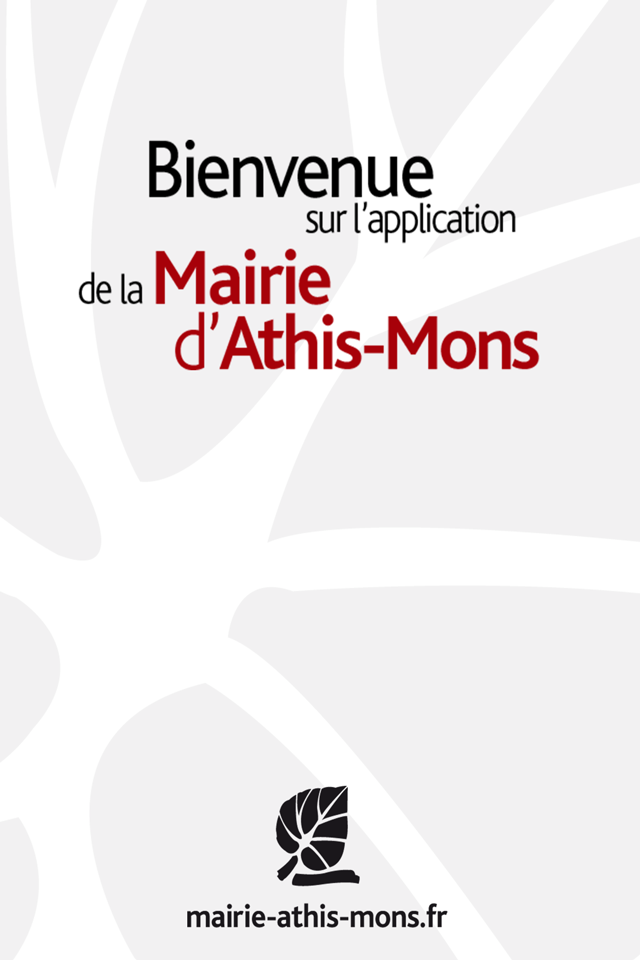 Bienvenue
sur l'application
de la Mairie
d'Athis-Mons
mairie-athis-mons.fr